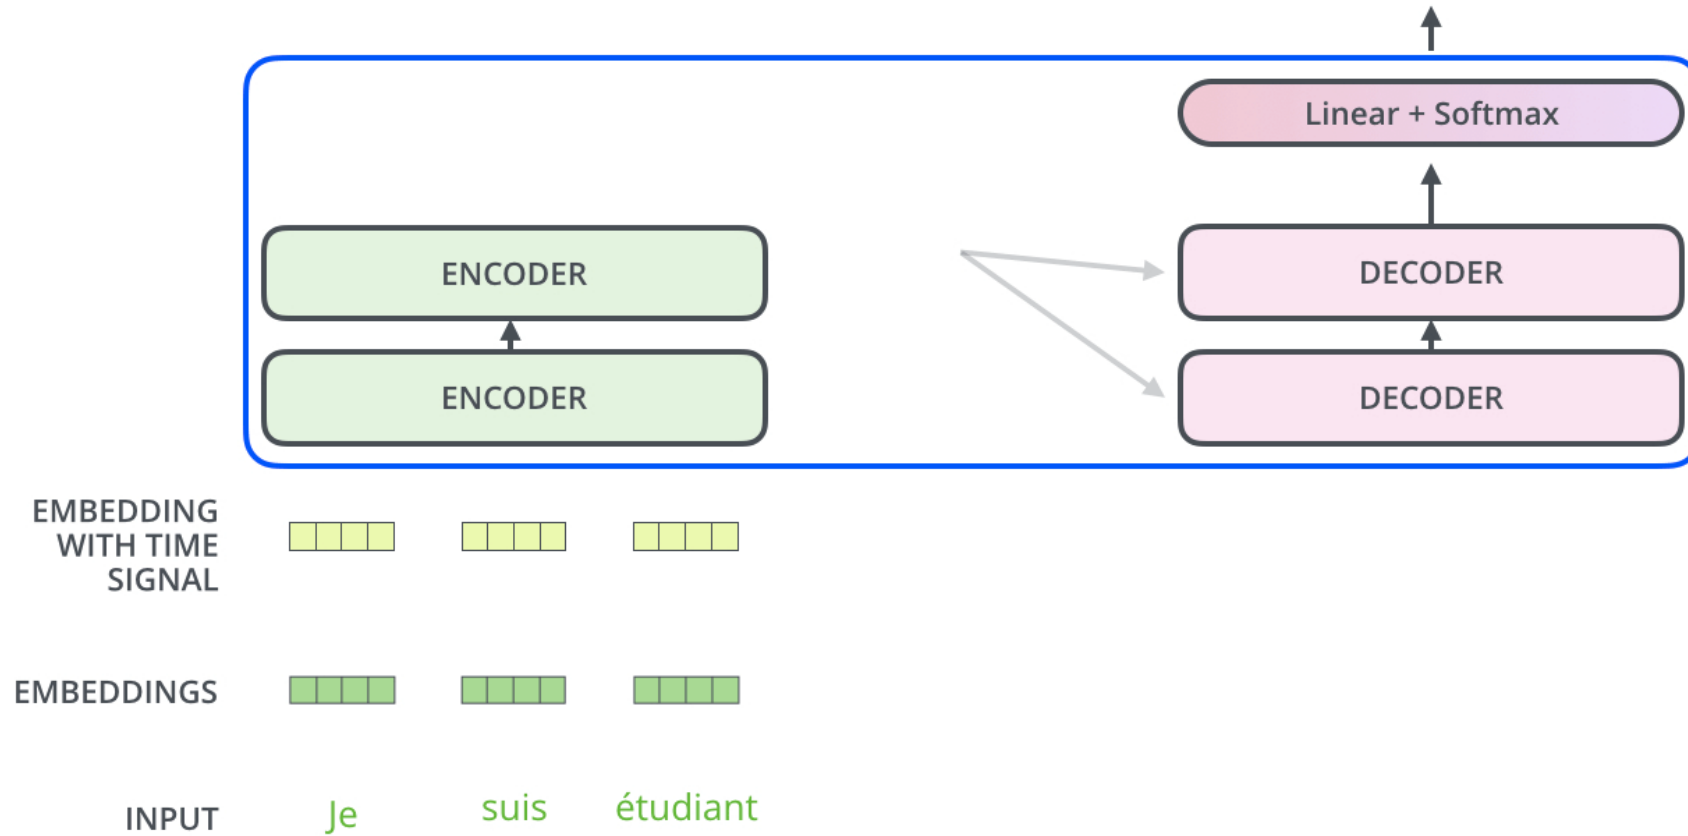 Linear + Softmax
ENCODER
DECODER
ENCODER
DECODER
EMBEDDING
WITH TIME
SIGNAL
EMBEDDINGS
INPUT
Je
suis
étudiant